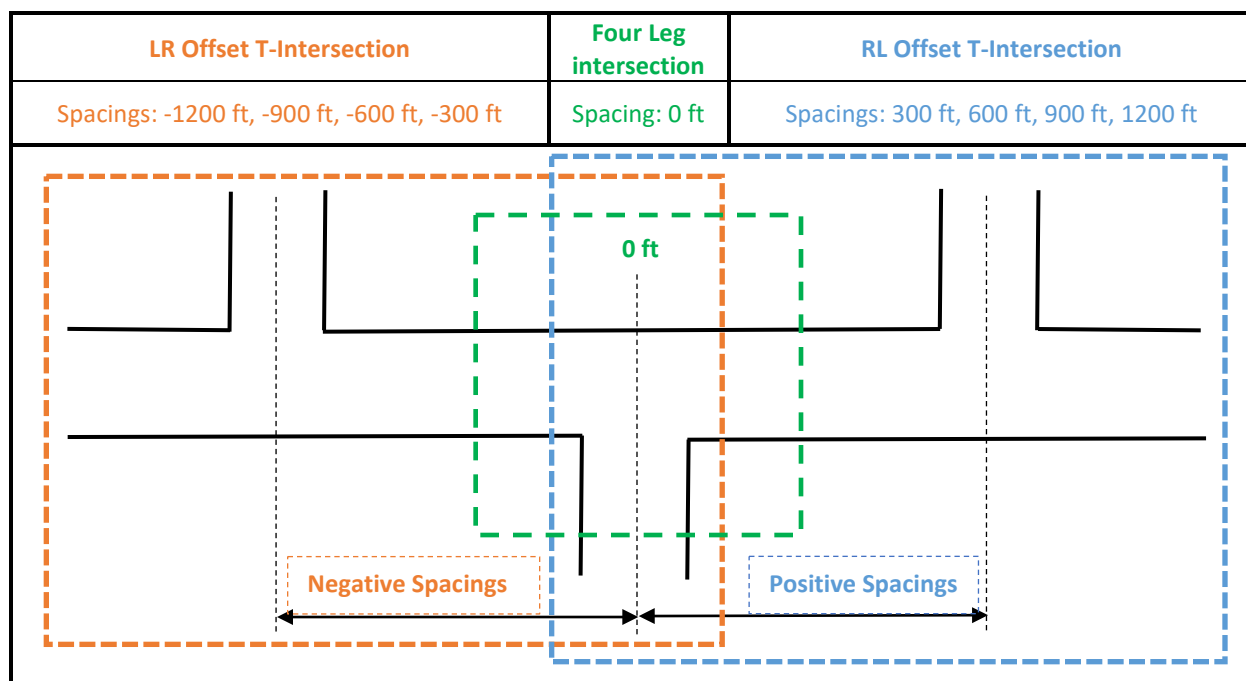 LR Offset T-Intersection
Four Leg
intersection
RL Offset T-Intersection
Spacings: -1200 ft, -900 ft, -600 ft, -300 ft
Spacing: 0 ft
Spacings: 300 ft, 600 ft, 900 ft, 1200 ft
0 ft
Negative Spacings
Positive Spacings